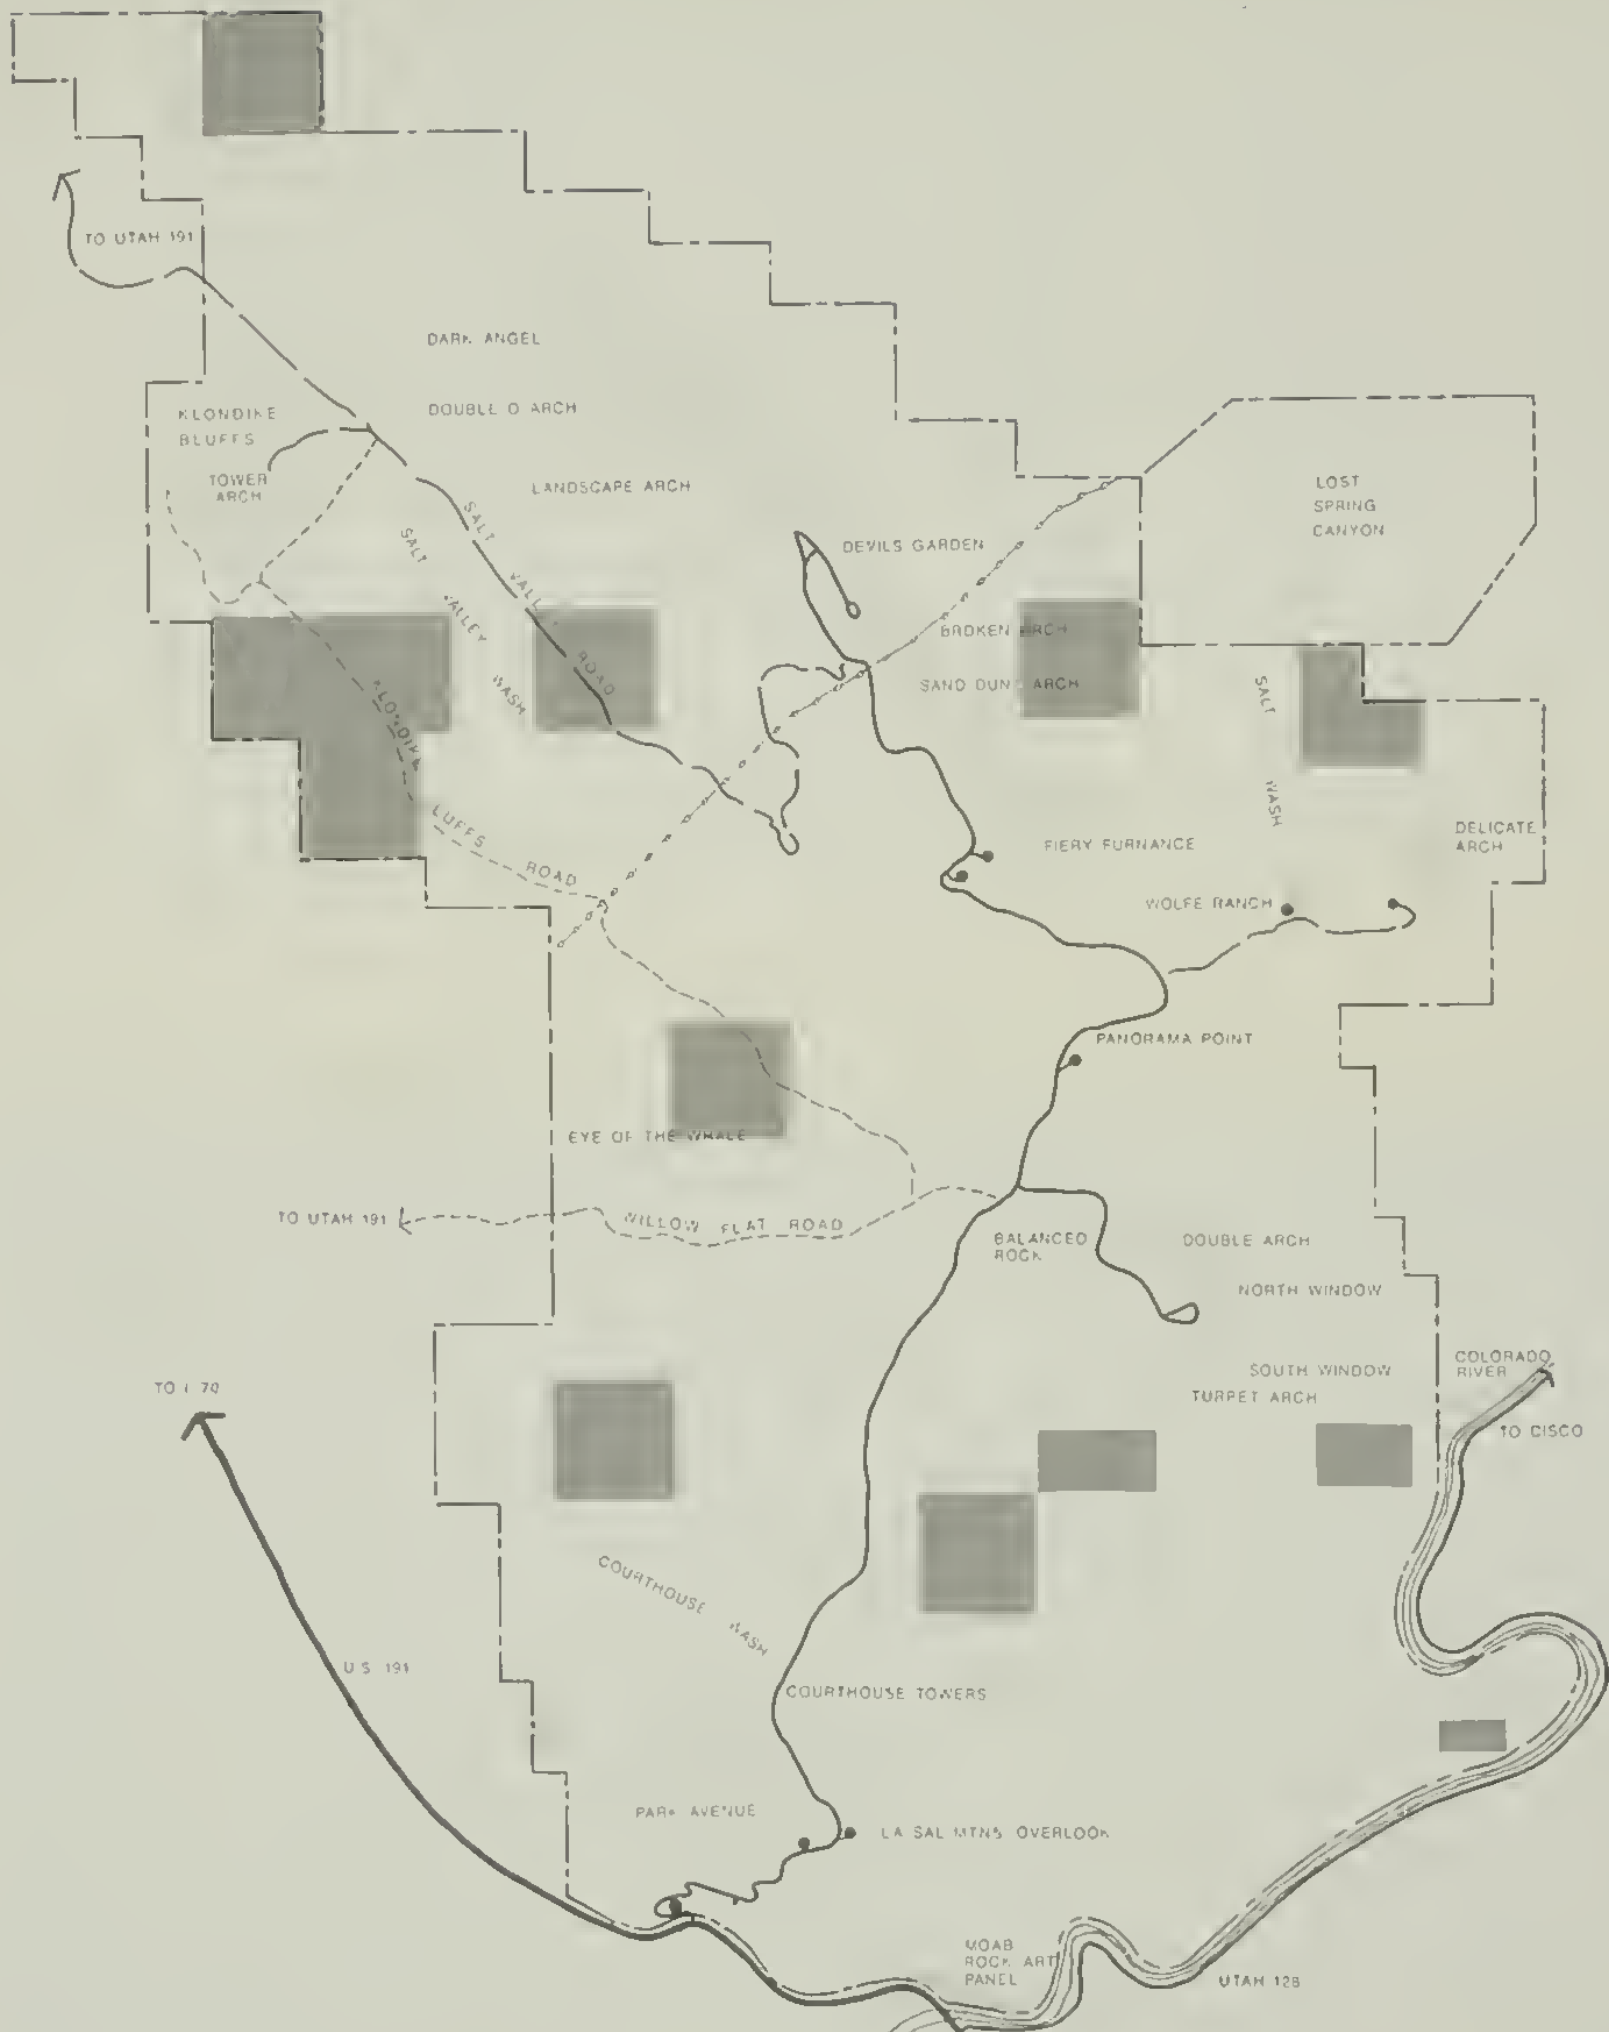 TO UTAH 191
DARK ANGEL
KLONDIKE
BLUFFS
DOUBLE O ARCH
TOWER
ARCH
LANDSCAPE ARCH
LOST
SPRING
CANYON
SALT VALLEY ROAD
SALT VALLEY WASH
DEVILS GARDEN
BROKEN ARCH
SAND DUNE ARCH
SALT WASH
KLONDIKE
LUFFS ROAD
FIERY FURNANCE
DELICATE
ARCH
WOLFE RANCH
PANORAMA POINT
EYE OF THE WHALE
TO UTAH 191
WILLOW FLAT ROAD
BALANCED
ROCK
DOUBLE ARCH
NORTH WINDOW
SOUTH WINDOW
COLORADO
RIVER
TURPET ARCH
TO I 70
TO CISCO
COURTHOUSE WASH
U.S. 191
COURTHOUSE TOWERS
PARK AVENUE
LA SAL MTNS OVERLOOK
MOAB
ROCK ART
PANEL
UTAH 128